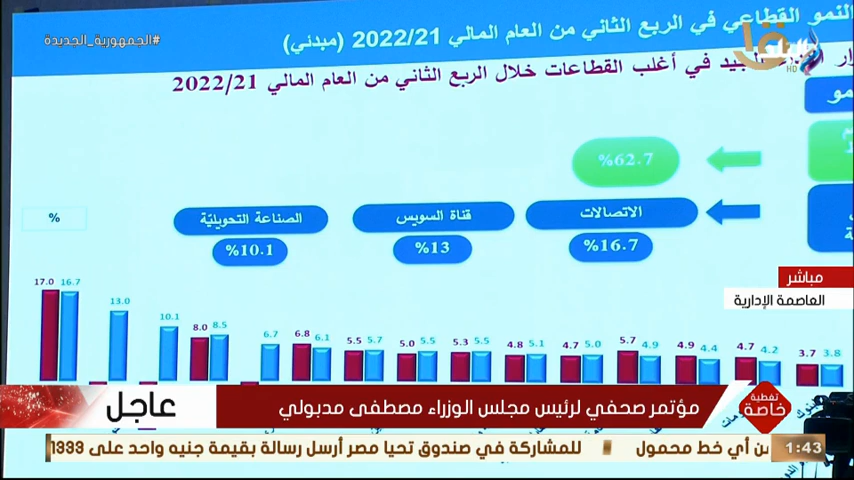 #الجمهورية_الجديدة
النمو القطاعي في الربع الثاني من العام المالي 2022/21 (مبدئي)
في أغلب القطاعات خلال الربع الثاني من العام المالي 2022/21
HD
%62.7
الاتصالات
قناة السويس
الصناعة التحويليّة
%
%16.7
%13
%10.1
17.0 16.7 13.0 10.1 8.0 8.5 6.7 6.8 6.1 5.5 5.7 5.0 5.5 5.3 5.5 4.8 5.1 4.7 5.0 5.7 4.9 4.9 4.4 4.7 4.2 3.7 3.8
مباشر
العاصمة الإدارية
تغطية
خاصة
مؤتمر صحفي لرئيس مجلس الوزراء مصطفى مدبولي
عاجل
1:43
أي خط محمول
للمشاركة في صندوق تحيا مصر أرسل رسالة بقيمة جنيه واحد على